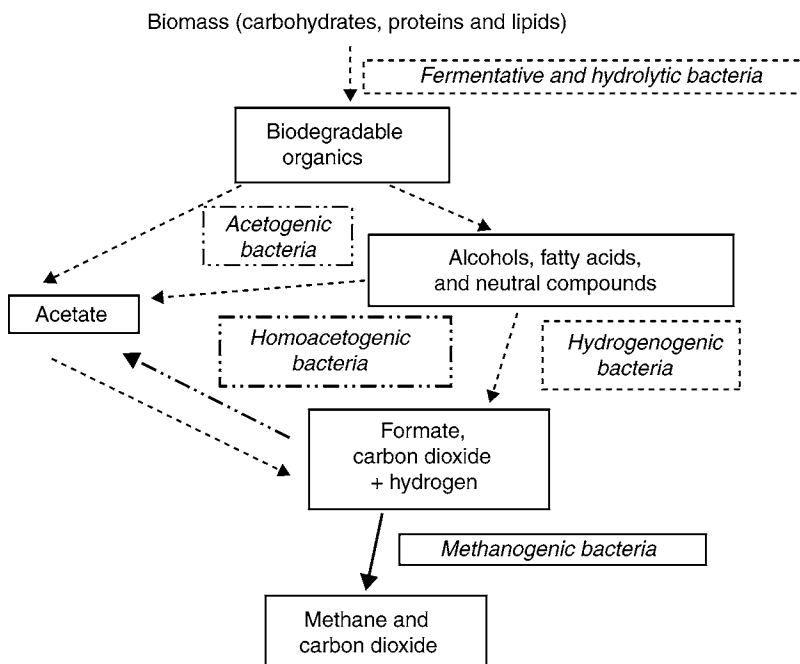 Biomass (carbohydrates, proteins and lipids)
Fermentative and hydrolytic bacteria
Biodegradable
organics
Acetogenic
bacteria
Alcohols, fatty acids,
and neutral compounds
Acetate
Homoacetogenic
bacteria
Hydrogenogenic
bacteria
Formate,
carbon dioxide
+ hydrogen
Methanogenic bacteria
Methane and
carbon dioxide